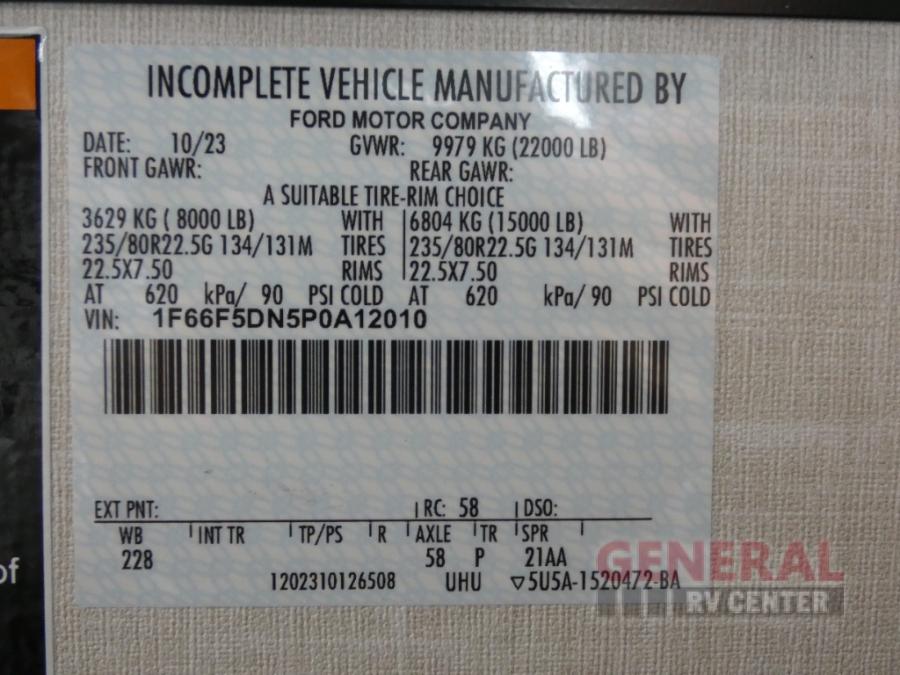 INCOMPLETE VEHICLE MANUFACTURED BY
FORD MOTOR COMPANY
DATE: 10/23 GVWR: 9979 KG (22000 LB)
FRONT GAWR: REAR GAWR:
A SUITABLE TIRE-RIM CHOICE
3629 KG ( 8000 LB) WITH 6804 KG (15000 LB) WITH
235/80R22.5G 134/131M TIRES 235/80R22.5G 134/131M TIRES
22.5X7.50 RIMS 22.5X7.50 RIMS
AT 620 kPa/ 90 PSI COLD AT 620 kPa/ 90 PSI COLD
VIN: 1F66F5DN5P0A12010
EXT PNT: RC: 58 DSO:
WB INT TR TP/PS R AXLE TR SPR
228 58 P 21AA
1202310126508 UHU ▽5U5A-1520472-BA
of
GENERAL
RV CENTER